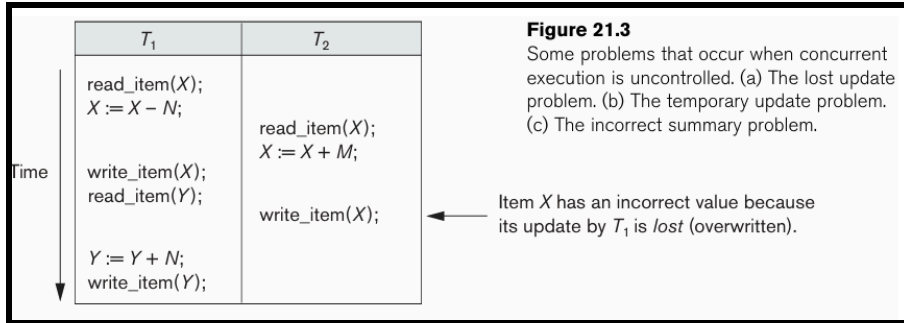 T₁ T₂
read_item(X);
X := X – N;
read_item(X);
X := X + M;
write_item(X);
read_item(Y);
write_item(X);
Y := Y + N;
write_item(Y);
Time
Figure 21.3
Some problems that occur when concurrent
execution is uncontrolled. (a) The lost update
problem. (b) The temporary update problem.
(c) The incorrect summary problem.
Item X has an incorrect value because
its update by T₁ is lost (overwritten).